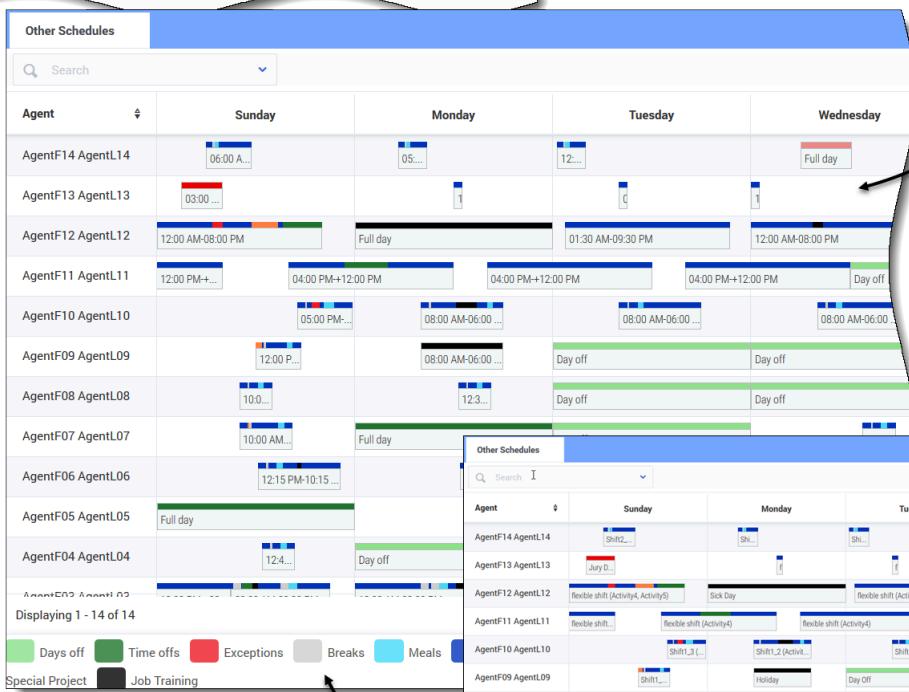 Other Schedules
Search
Agent Sunday Monday Tuesday Wednesday
AgentF14 AgentL14 06:00 A... 05:... 12:... Full day
AgentF13 AgentL13 03:00 ...
AgentF12 AgentL12 12:00 AM-08:00 PM Full day 01:30 AM-09:30 PM 12:00 AM-08:00 PM
AgentF11 AgentL11 12:00 PM-+... 04:00 PM-+12:00 PM 04:00 PM-+12:00 PM 04:00 PM-+12:00 PM Day off
AgentF10 AgentL10 05:00 PM-... 08:00 AM-06:00 ... 08:00 AM-06:00 ... 08:00 AM-06:00 ...
AgentF09 AgentL09 12:00 P... 08:00 AM-06:00 ... Day off Day off
AgentF08 AgentL08 10:0... 12:3... Day off Day off
AgentF07 AgentL07 10:00 AM... Full day
AgentF06 AgentL06 12:15 PM-10:15 ...
AgentF05 AgentL05 Full day
AgentF04 AgentL04 12:4... Day off
AgentF03 AgentL03
Displaying 1 - 14 of 14
Days off Time offs Exceptions Breaks Meals
Special Project Job Training
Other Schedules
Search
Agent Sunday Monday Tu
AgentF14 AgentL14 Shift2_... Shi... Shi...
AgentF13 AgentL13 Jury D...
AgentF12 AgentL12 flexible shift (Activity4, Activity5) Sick Day flexible shift (Acti
AgentF11 AgentL11 flexible shift... flexible shift (Activity4) flexible shift (Activity4)
AgentF10 AgentL10 Shift1_3 (... Shift1_2 (Activit... Shift
AgentF09 AgentL09 Shift1_... Holiday Day Off